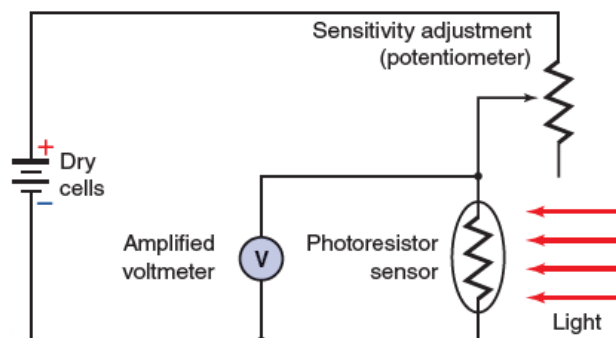 Sensitivity adjustment
(potentiometer)
+
Dry
cells
–
Amplified
voltmeter
V
Photoresistor
sensor
Light